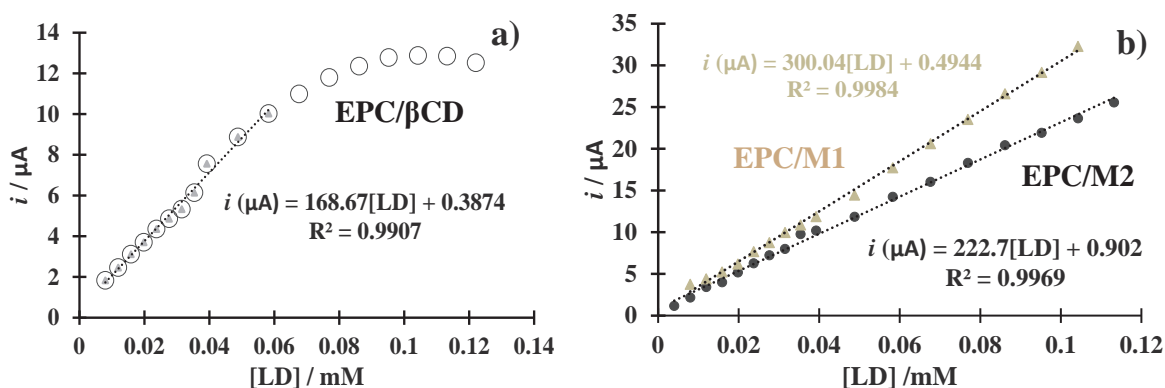 a)
14
12
10
8
6
4
2
0
i / µA
EPC/βCD
i (µA) = 168.67[LD] + 0.3874
R² = 0.9907
0 0.02 0.04 0.06 0.08 0.1 0.12 0.14
[LD] / mM
b)
35
30
25
20
15
10
5
0
i / µA
i (µA) = 300.04[LD] + 0.4944
R² = 0.9984
EPC/M1
EPC/M2
i (µA) = 222.7[LD] + 0.902
R² = 0.9969
0 0.02 0.04 0.06 0.08 0.1 0.12
[LD] /mM